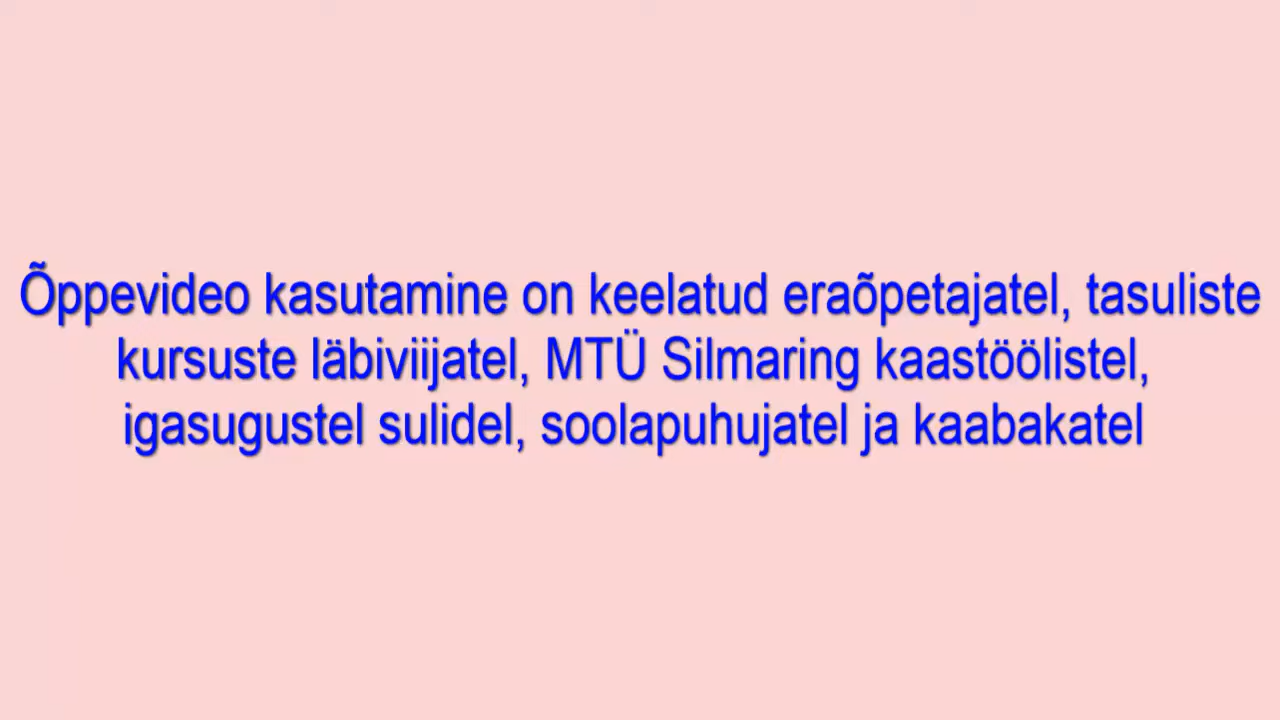 Õppevideo kasutamine on keelatud eraõpetajatel, tasuliste
kursuste läbiviijatel, MTÜ Silmaring kaastöölistel,
igasugustel sulidel, soolapuhujatel ja kaabakatel